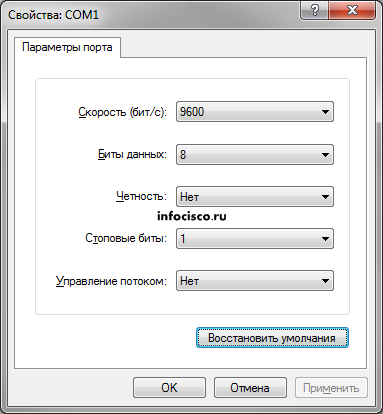 Свойства: COM1
Параметры порта
Скорость (бит/с): 9600
Биты данных: 8
Четность: Нет
infocisco.ru
Стоповые биты: 1
Управление потоком: Нет
Восстановить умолчания
OK Отмена Применить